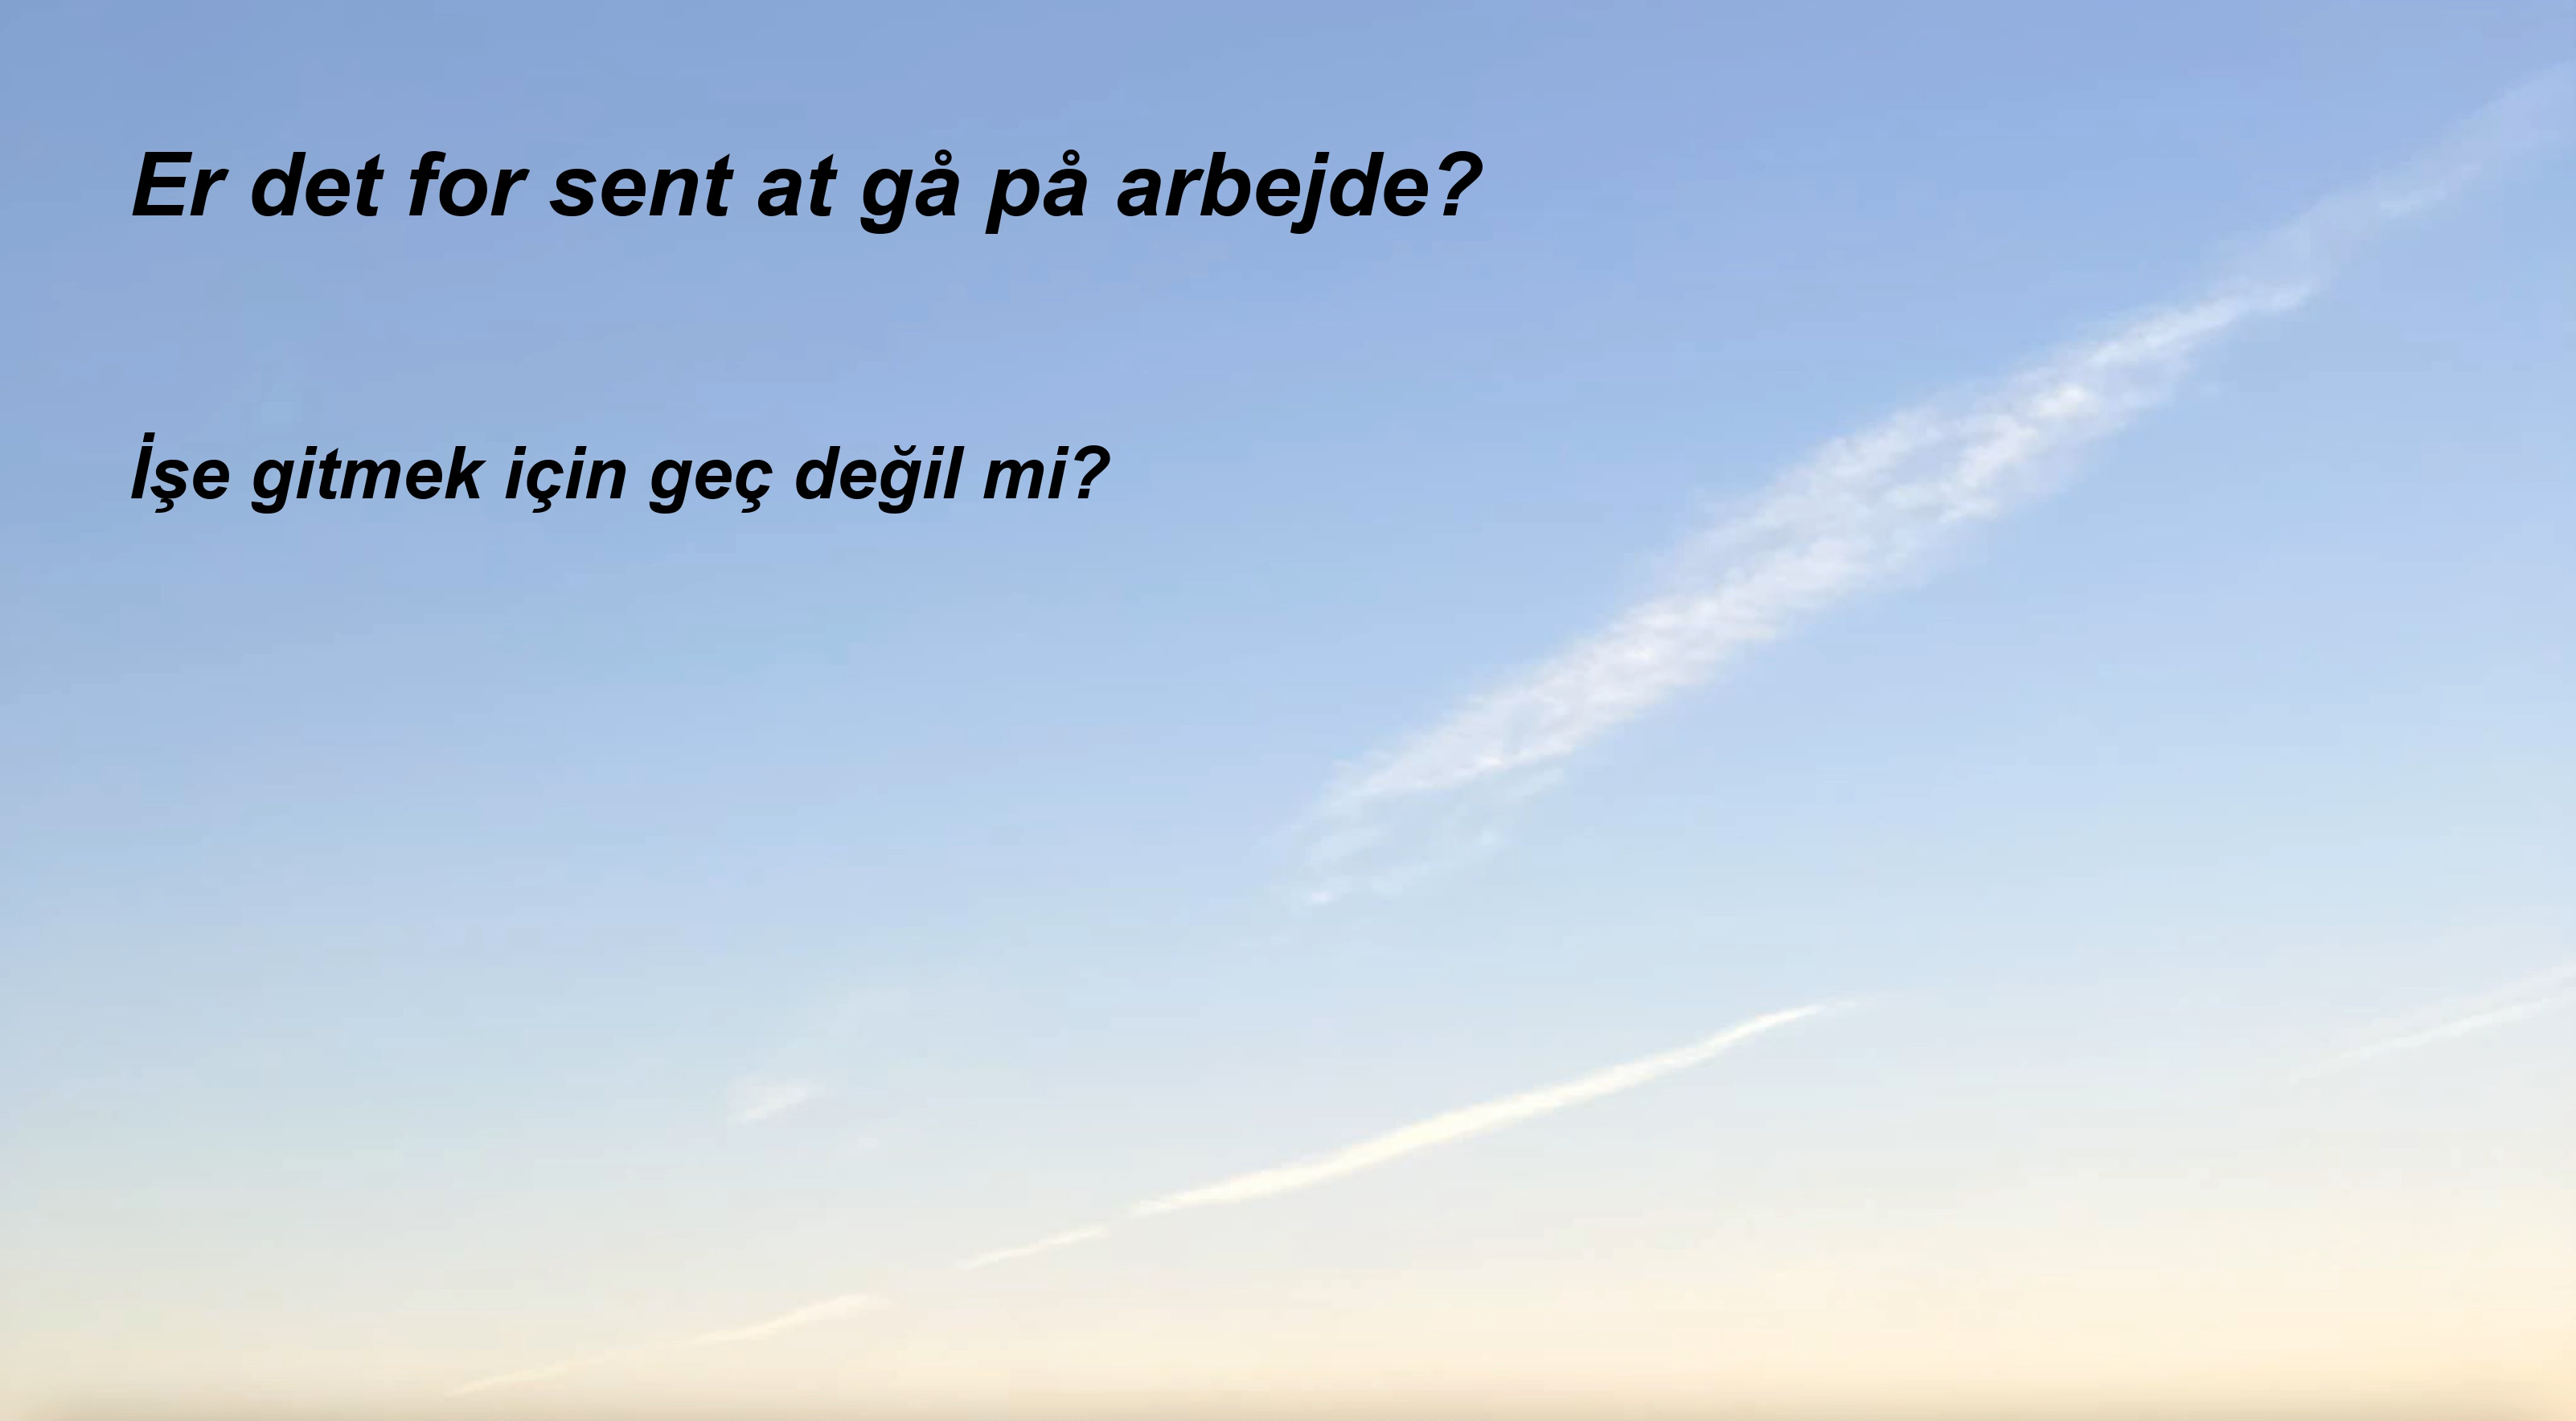 Er det for sent at gå på arbejde?
İşe gitmek için geç değil mi?